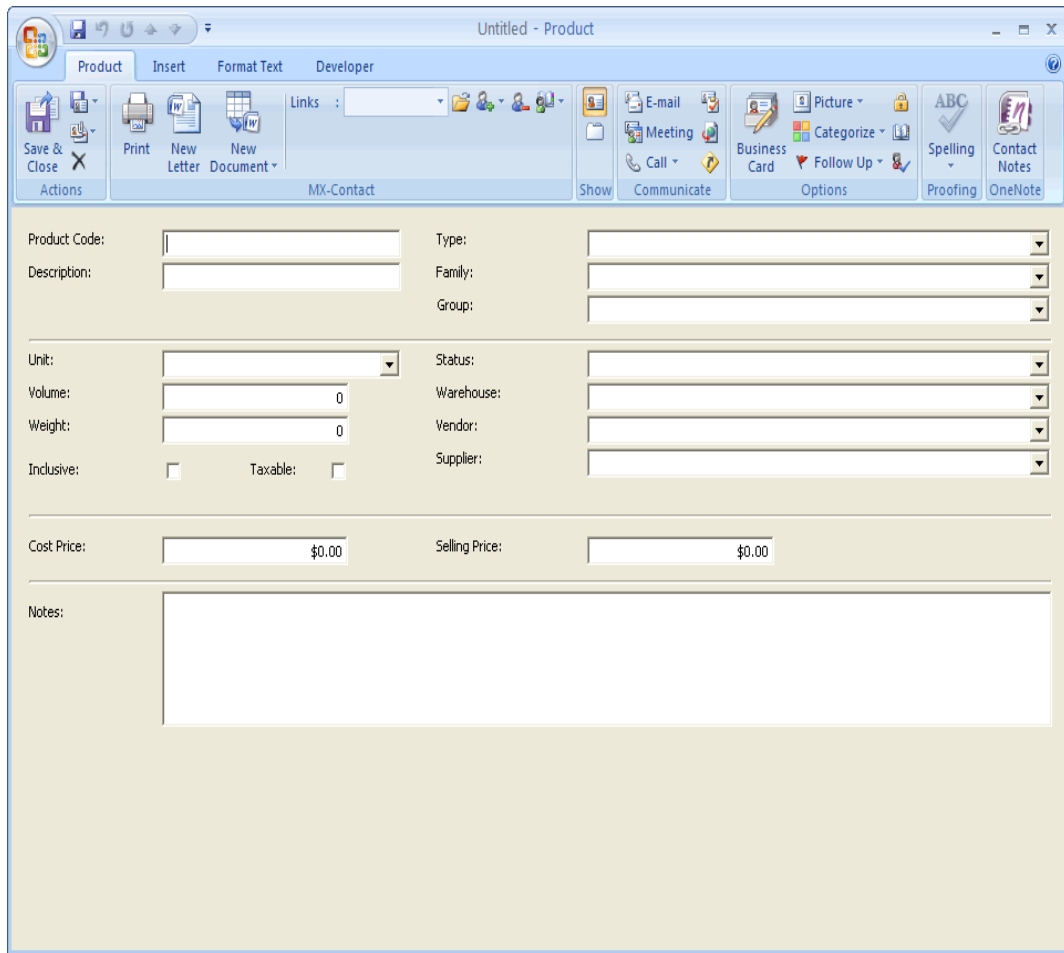 Untitled - Product
Product Insert Format Text Developer
Save & Close
Print
New Letter
New Document
Links :
E-mail
Meeting
Call
Business Card
Picture
Categorize
Follow Up
ABC
Spelling
Contact Notes
Actions MX-Contact Show Communicate Options Proofing OneNote
Product Code: Type:
Description: Family:
Group:
Unit: Status:
Volume: 0 Warehouse:
Weight: 0 Vendor:
Inclusive: Taxable: Supplier:
Cost Price: $0.00 Selling Price: $0.00
Notes: